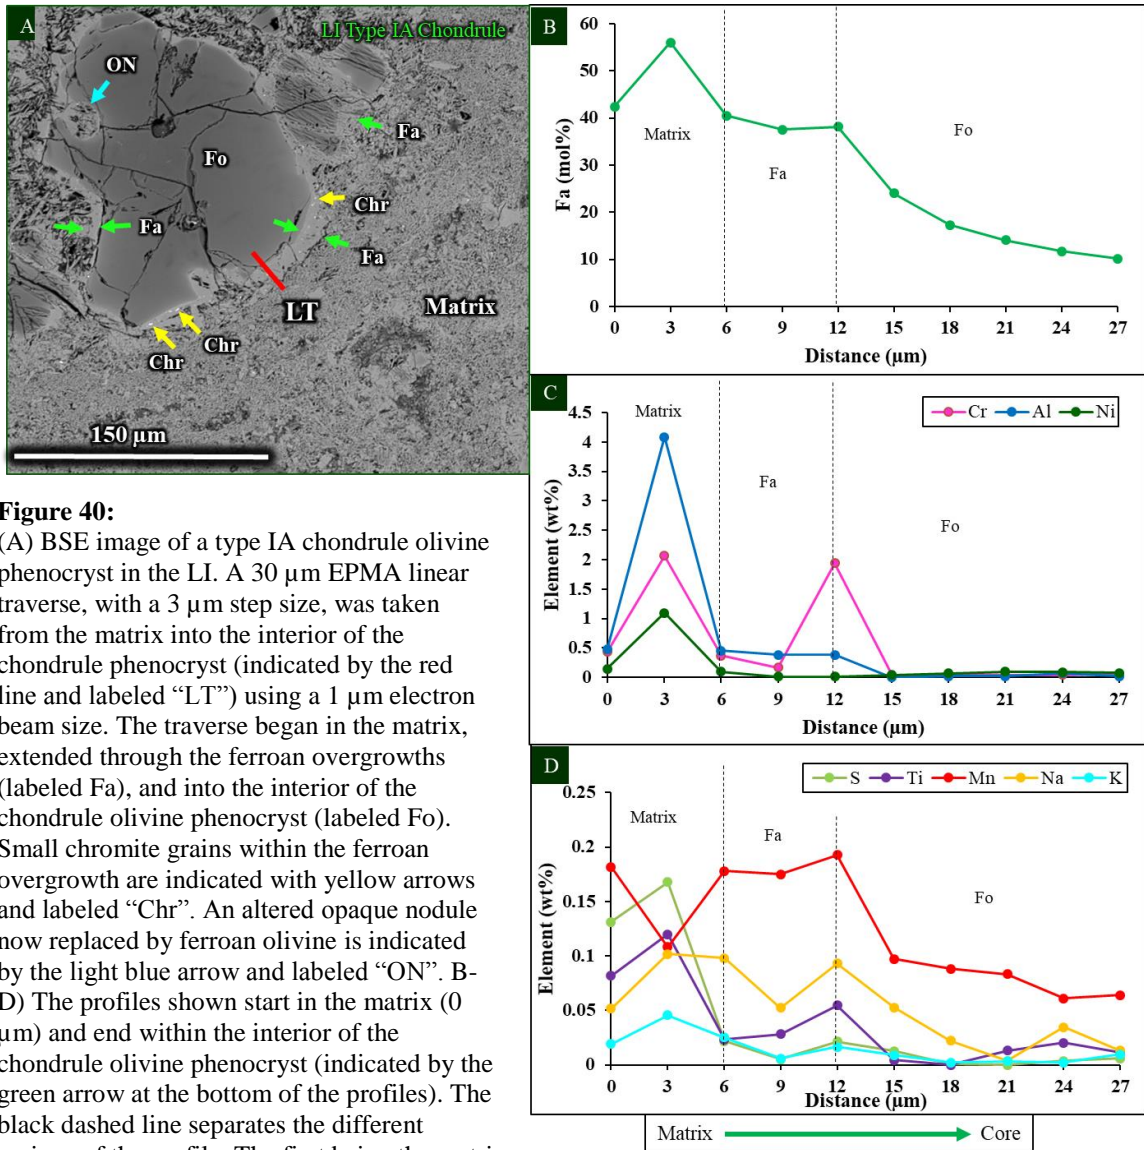 A
LI Type IA Chondrule
ON
Fa
Fo
Chr
Fa
Fa
LT
Matrix
Chr
Chr
150 µm
Figure 40:
(A) BSE image of a type IA chondrule olivine
phenocryst in the LI. A 30 µm EPMA linear
traverse, with a 3 µm step size, was taken
from the matrix into the interior of the
chondrule phenocryst (indicated by the red
line and labeled “LT”) using a 1 µm electron
beam size. The traverse began in the matrix,
extended through the ferroan overgrowths
(labeled Fa), and into the interior of the
chondrule olivine phenocryst (labeled Fo).
Small chromite grains within the ferroan
overgrowth are indicated with yellow arrows
and labeled “Chr”. An altered opaque nodule
now replaced by ferroan olivine is indicated
by the light blue arrow and labeled “ON”. B-
D) The profiles shown start in the matrix (0
µm) and end within the interior of the
chondrule olivine phenocryst (indicated by the
green arrow at the bottom of the profiles). The
black dashed line separates the different
B
Fa (mol%)
60
50
40
30
20
10
0
Matrix
Fa
Fo
0 3 6 9 12 15 18 21 24 27
Distance (µm)
C
Element (wt%)
4.5
4
3.5
3
2.5
2
1.5
1
0.5
0
Matrix
Fa
Fo
Cr Al Ni
0 3 6 9 12 15 18 21 24 27
Distance (µm)
D
Element (wt%)
0.25
0.2
0.15
0.1
0.05
0
S Ti Mn Na K
Matrix
Fa
Fo
0 3 6 9 12 15 18 21 24 27
Distance (µm)
Matrix Core